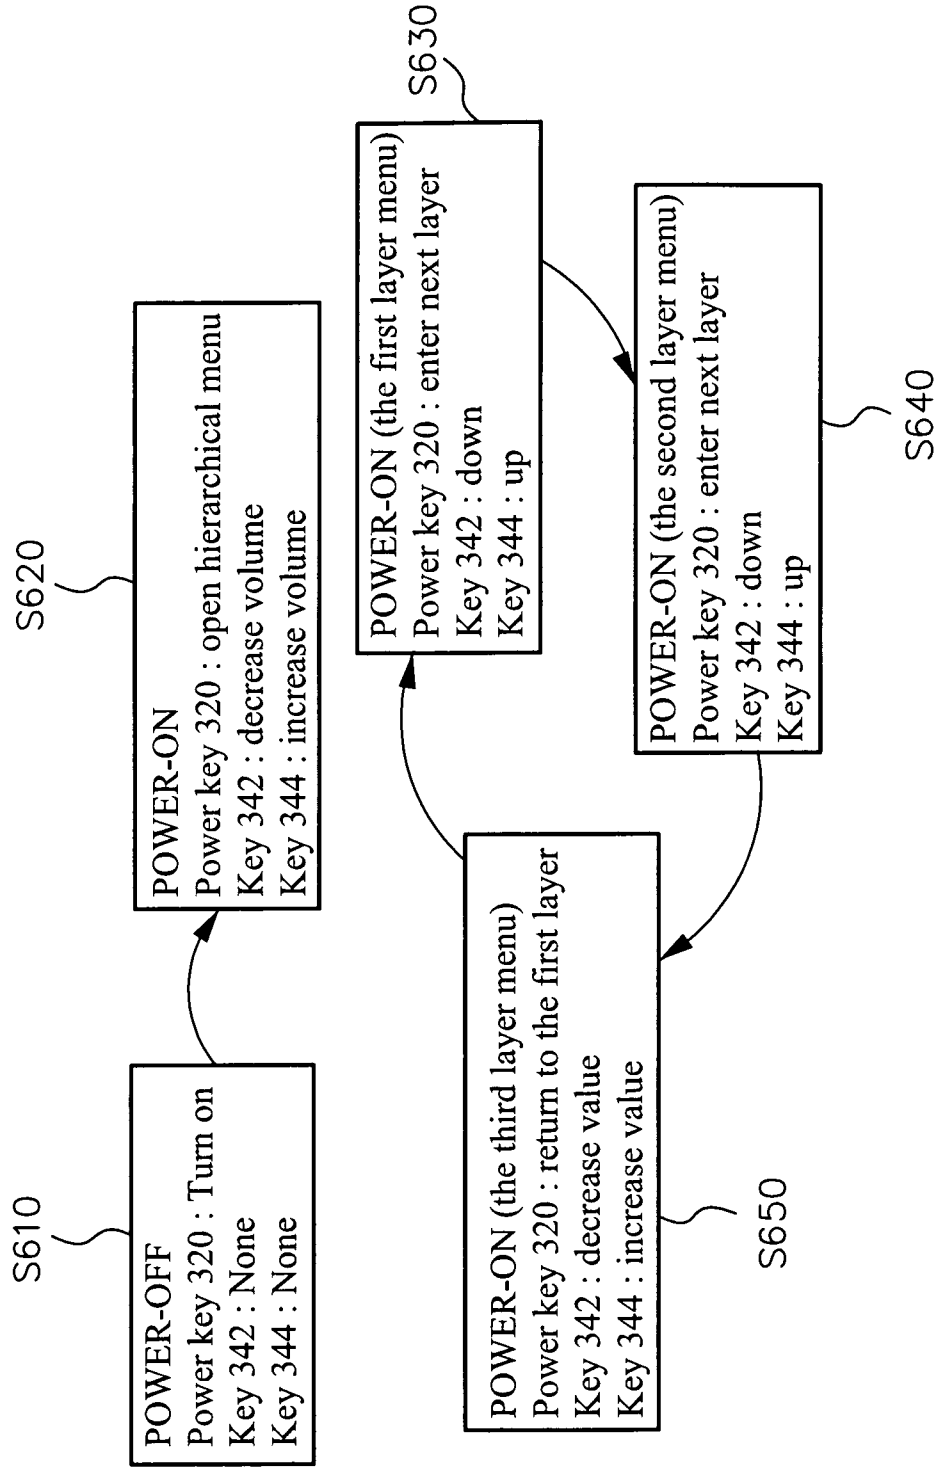 S610
POWER-OFF
Power key 320 : Turn on
Key 342 : None
Key 344 : None
S620
POWER-ON
Power key 320 : open hierarchical menu
Key 342 : decrease volume
Key 344 : increase volume
S630
POWER-ON (the first layer menu)
Power key 320 : enter next layer
Key 342 : down
Key 344 : up
S640
POWER-ON (the second layer menu)
Power key 320 : enter next layer
Key 342 : down
Key 344 : up
S650
POWER-ON (the third layer menu)
Power key 320 : return to the first layer
Key 342 : decrease value
Key 344 : increase value